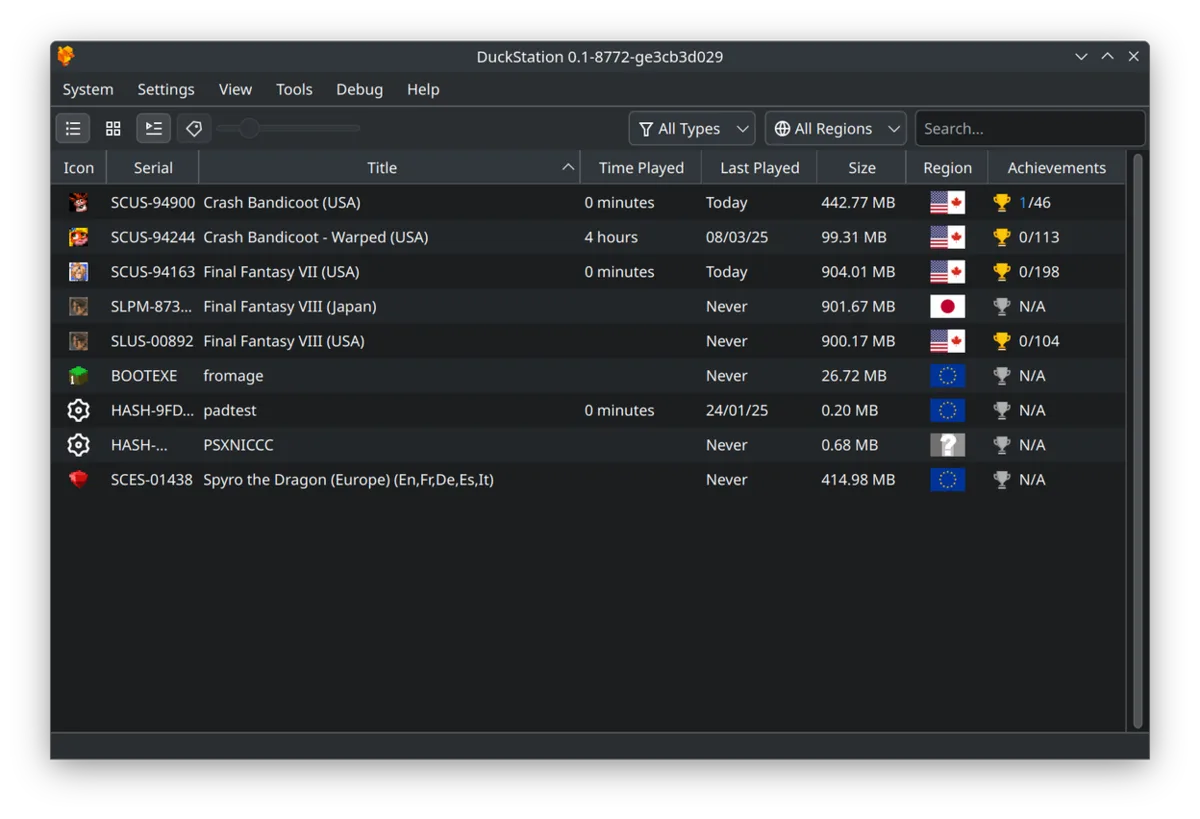 DuckStation 0.1-8772-ge3cb3d029
System Settings View Tools Debug Help
All Types All Regions Search...
Icon Serial Title Time Played Last Played Size Region Achievements
SCUS-94900 Crash Bandicoot (USA) 0 minutes Today 442.77 MB 1/46
SCUS-94244 Crash Bandicoot - Warped (USA) 4 hours 08/03/25 99.31 MB 0/113
SCUS-94163 Final Fantasy VII (USA) 0 minutes Today 904.01 MB 0/198
SLPM-873... Final Fantasy VIII (Japan) Never 901.67 MB N/A
SLUS-00892 Final Fantasy VIII (USA) Never 900.17 MB 0/104
BOOTEXE fromage Never 26.72 MB N/A
HASH-9FD... padtest 0 minutes 24/01/25 0.20 MB N/A
HASH-... PSXNICCC Never 0.68 MB ? N/A
SCES-01438 Spyro the Dragon (Europe) (En,Fr,De,Es,It) Never 414.98 MB N/A